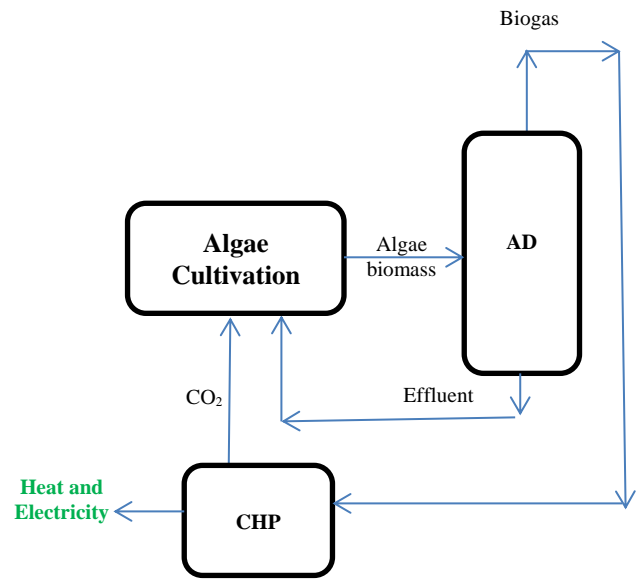 Biogas
Algae
Cultivation
Algae
biomass
AD
CO₂
Effluent
Heat and
Electricity
CHP